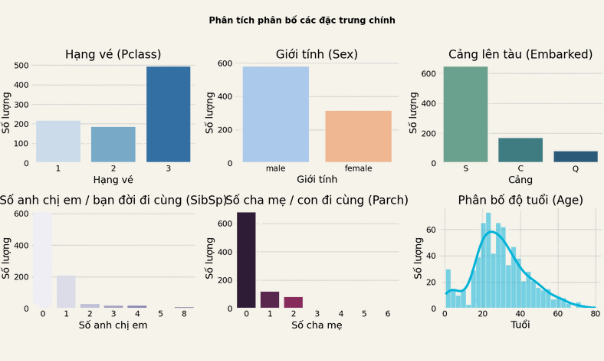 Phân tích phân bố các đặc trưng chính
Hạng vé (Pclass)
Số lượng
500
400
300
200
100
0
1 2 3
Hạng vé
Giới tính (Sex)
Số lượng
600
400
200
0
male female
Giới tính
Cảng lên tàu (Embarked)
Số lượng
600
400
200
0
S C Q
Cảng
Số anh chị em / bạn đời đi cùng (SibSp)
Số lượng
600
400
200
0
0 1 2 3 4 5 8
Số anh chị em
Số cha mẹ / con đi cùng (Parch)
Số lượng
600
400
200
0
0 1 2 3 4 5 6
Số cha mẹ
Phân bố độ tuổi (Age)
Số lượng
60
40
20
0
0 20 40 60 80
Tuổi